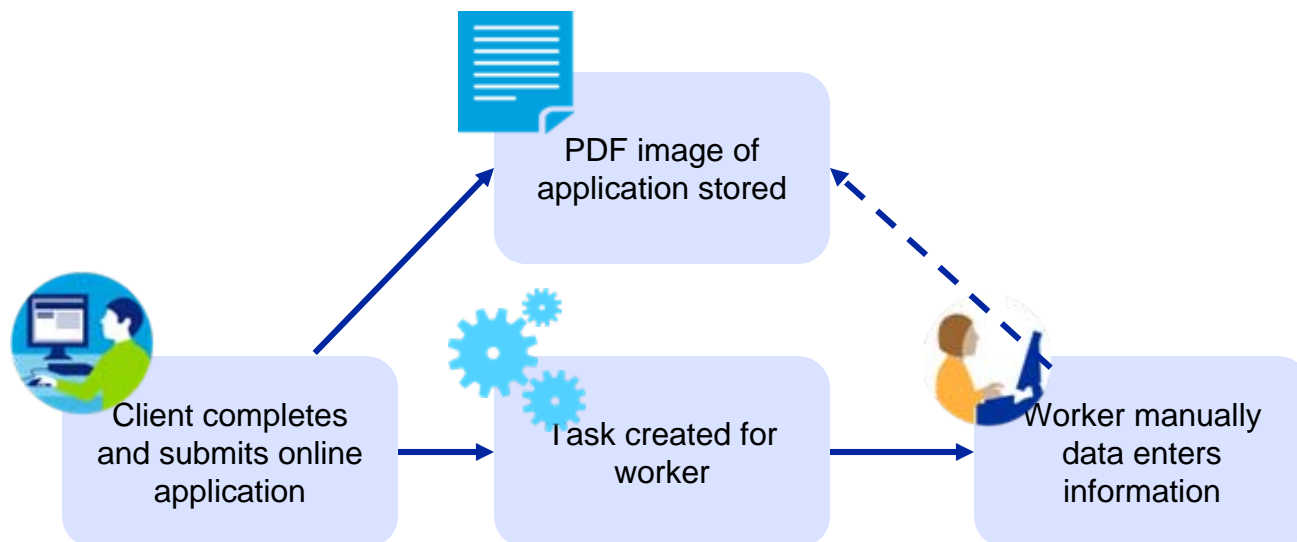 PDF image of
application stored
Client completes
and submits online
application
Task created for
worker
Worker manually
data enters
information